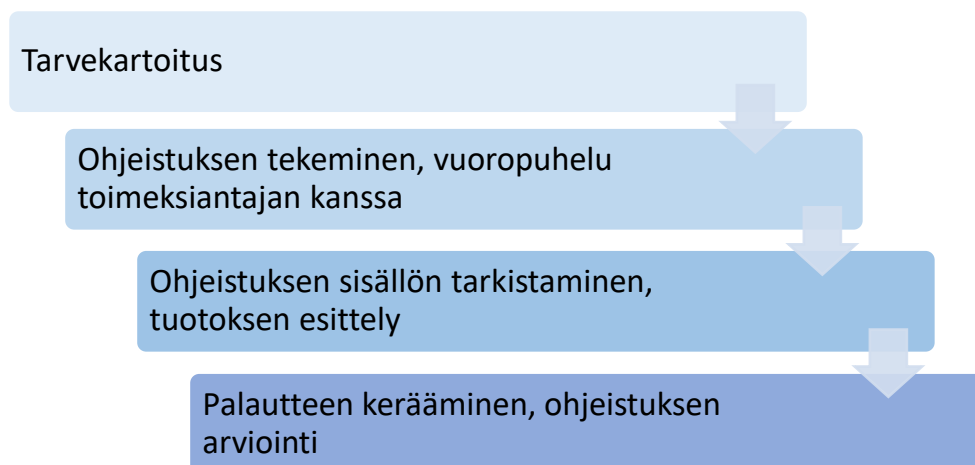 Tarvekartoitus
Ohjeistuksen tekeminen, vuoropuhelu
toimeksiantajan kanssa
Ohjeistuksen sisällön tarkistaminen,
tuotoksen esittely
Palautteen kerääminen, ohjeistuksen
arviointi